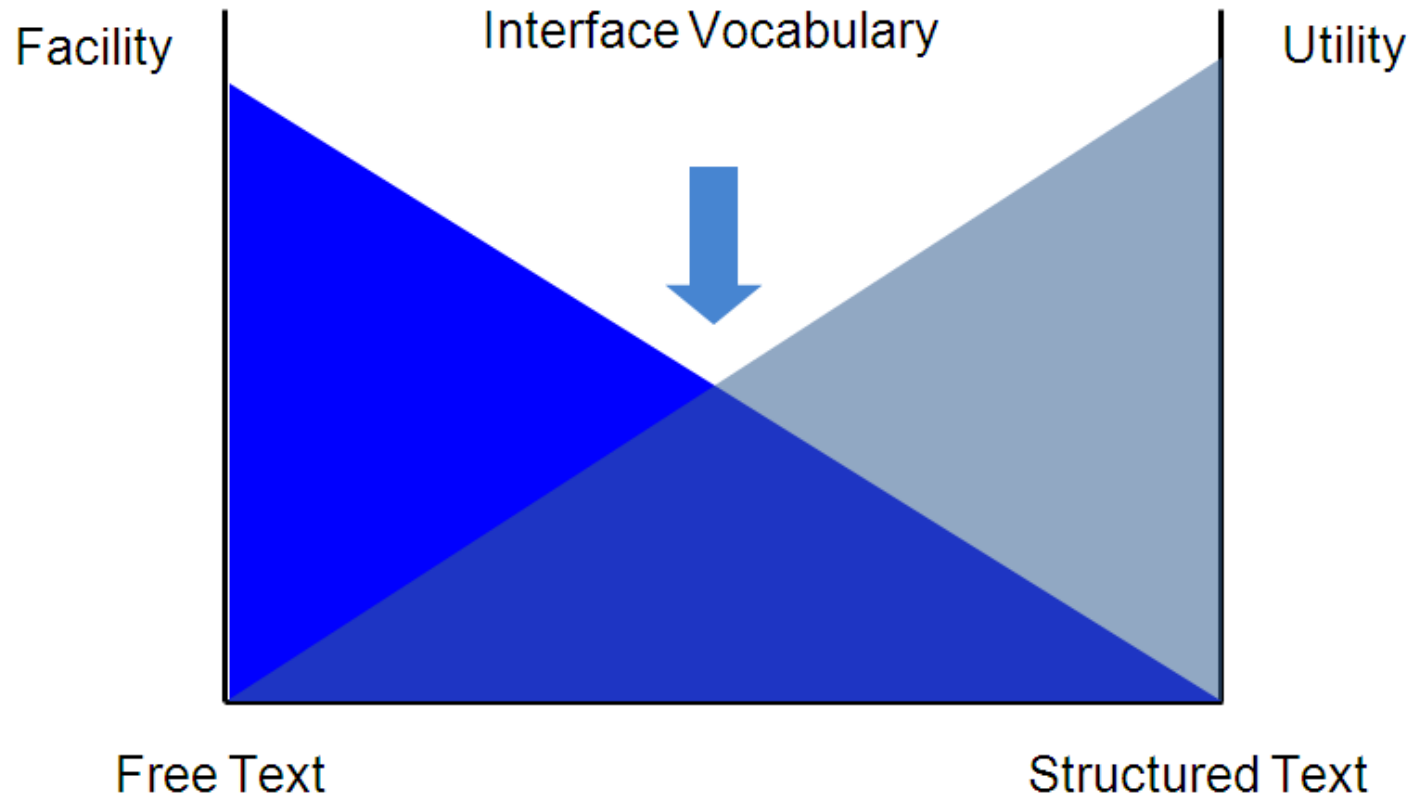 Facility
Interface Vocabulary
Utility
Free Text
Structured Text